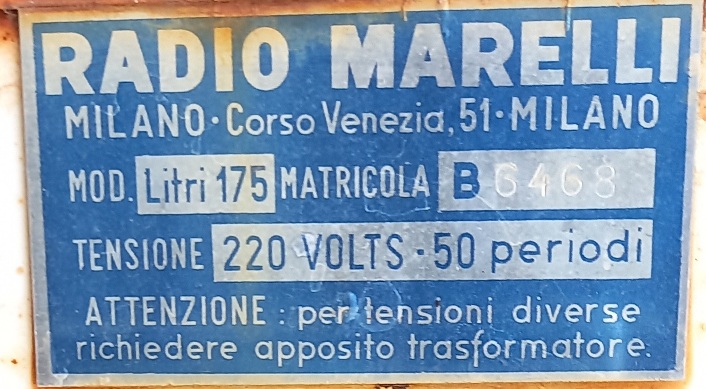 RADIO MARELLI
MILANO · Corso Venezia, 51 · MILANO
MOD. Litri 175 MATRICOLA B 6468
TENSIONE 220 VOLTS · 50 periodi
ATTENZIONE : per tensioni diverse
richiedere apposito trasformatore.